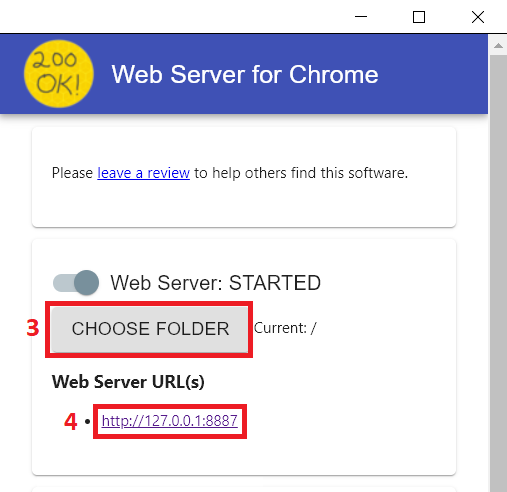 200
OK!
Web Server for Chrome
Please leave a review to help others find this software.
Web Server: STARTED
3 CHOOSE FOLDER Current: /
Web Server URL(s)
4 • http://127.0.0.1:8887